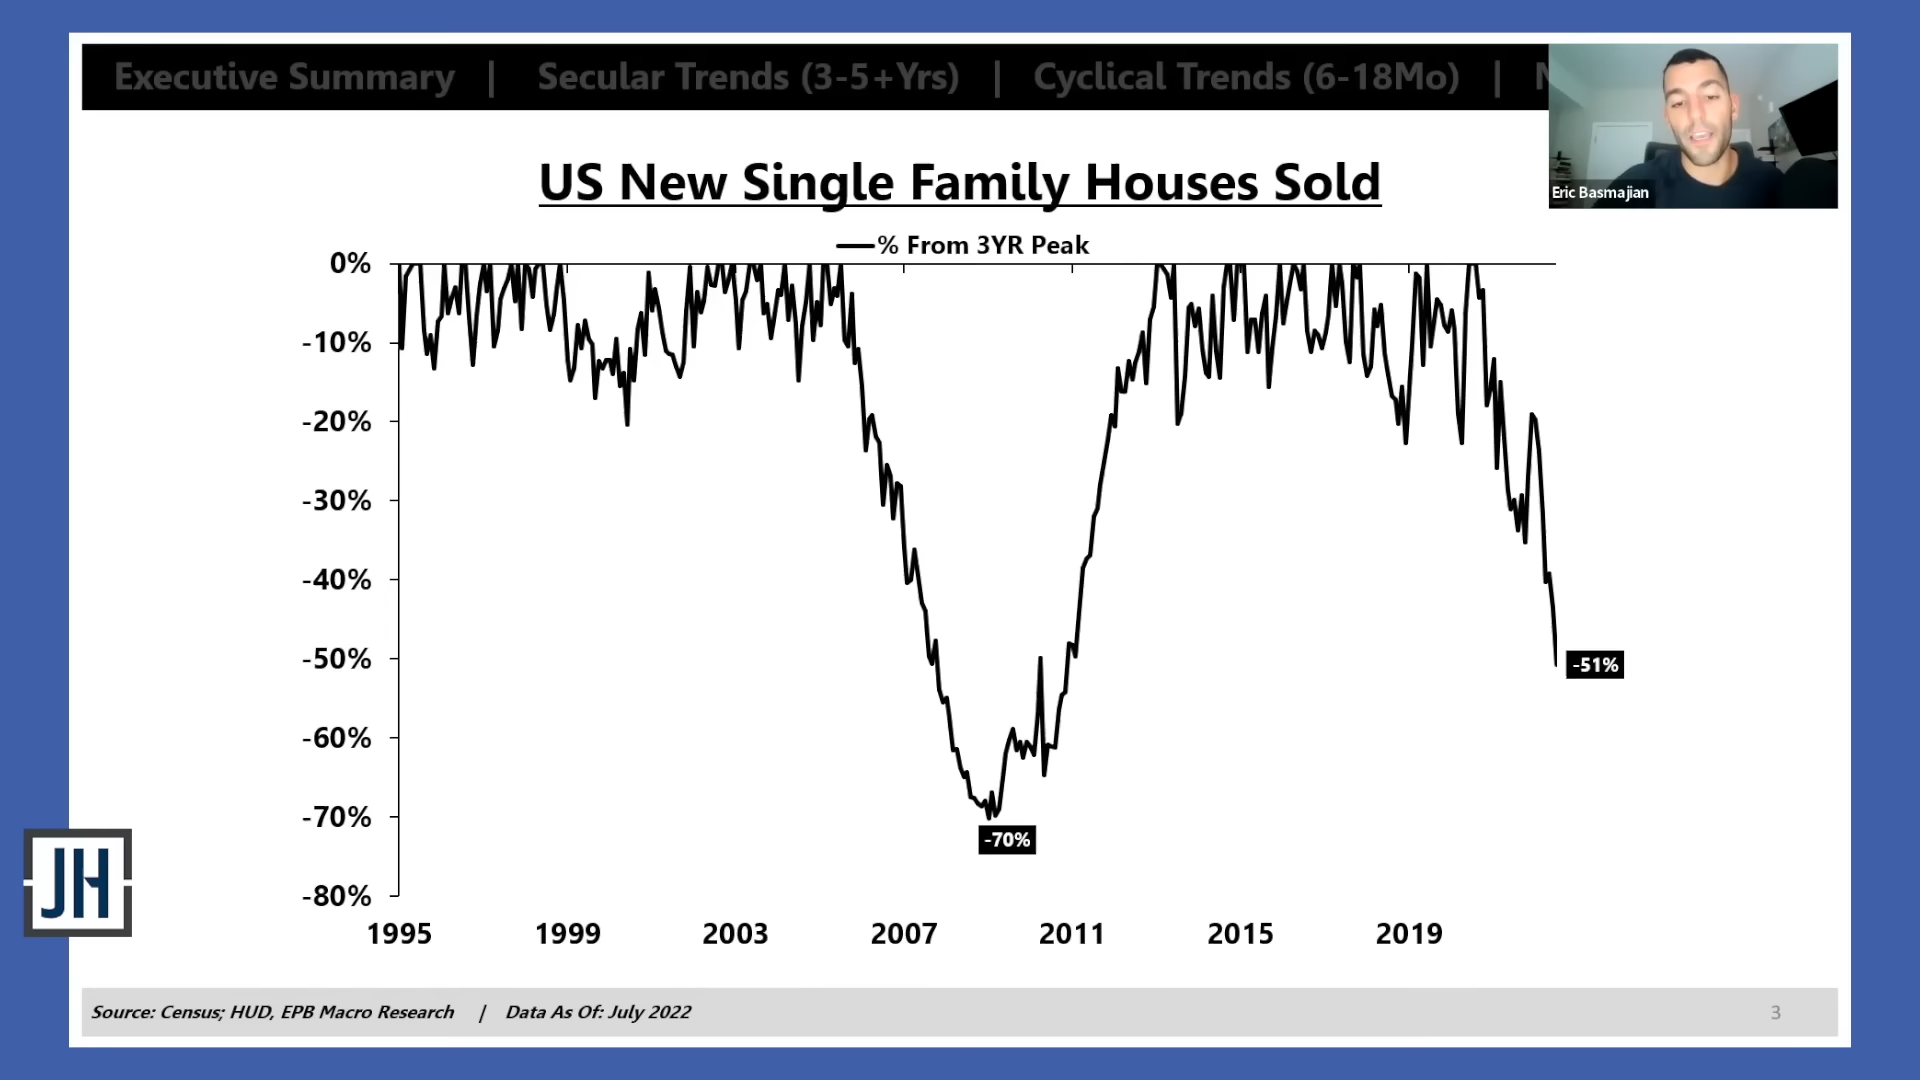 Executive Summary | Secular Trends (3-5+Yrs) | Cyclical Trends (6-18Mo) |
Eric Basmajian
US New Single Family Houses Sold
% From 3YR Peak
0%
-10%
-20%
-30%
-40%
-50%
-60%
-70%
-80%
-51%
-70%
1995 1999 2003 2007 2011 2015 2019
JH
Source: Census; HUD, EPB Macro Research | Data As Of: July 2022
3